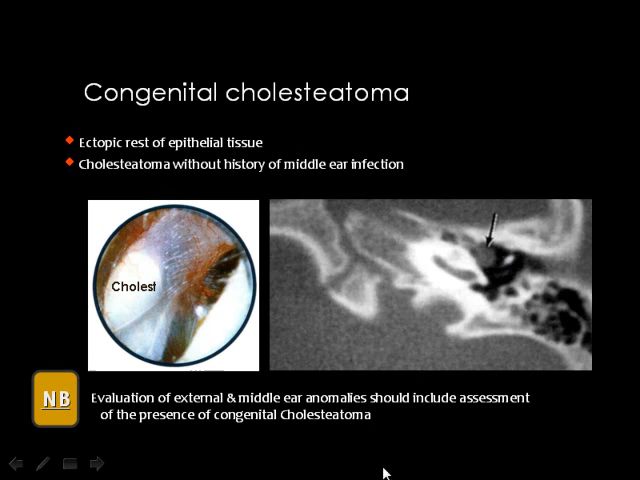 Congenital cholesteatoma
Ectopic rest of epithelial tissue
Cholesteatoma without history of middle ear infection
Cholest
NB
Evaluation of external & middle ear anomalies should include assessment
of the presence of congenital Cholesteatoma